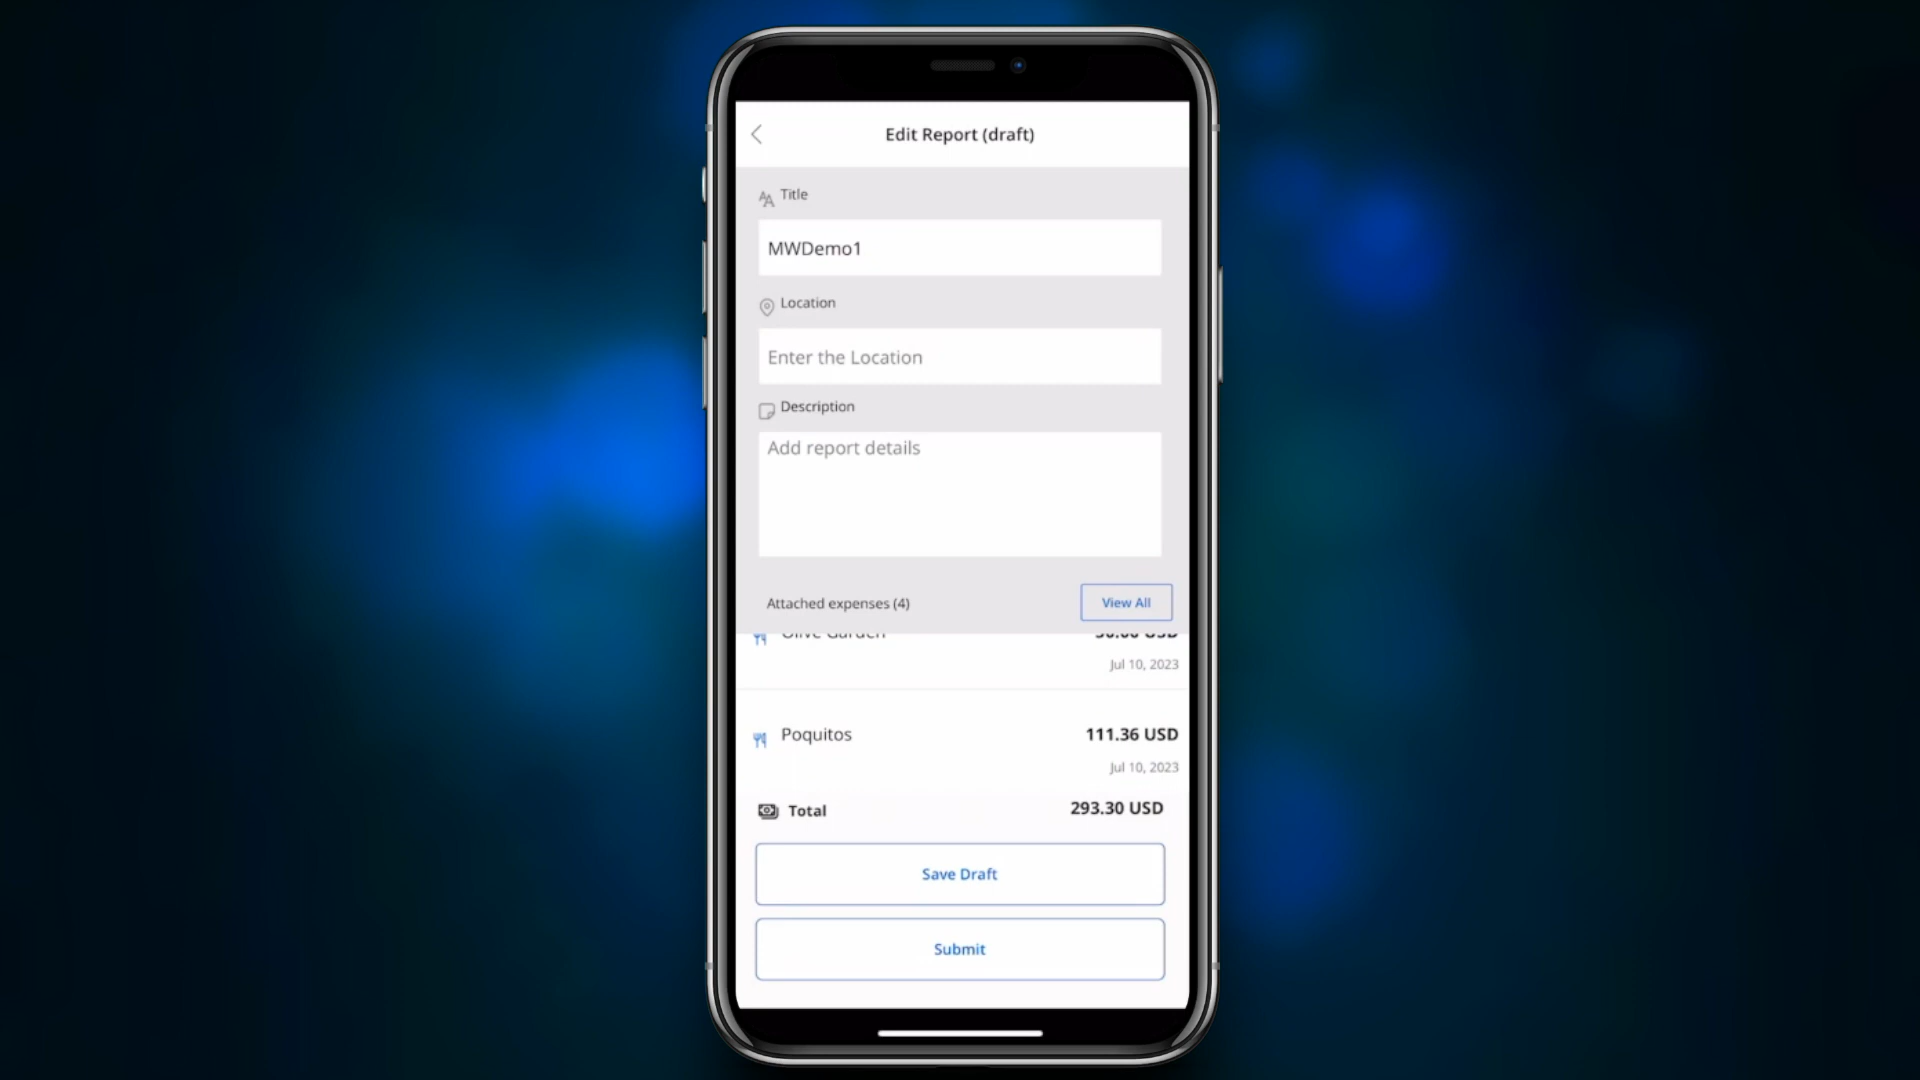 Edit Report (draft)
Title
MWDemo1
Location
Enter the Location
Description
Add report details
Attached expenses (4)
View All
Olive Garden USD
Jul 10, 2023
Poquitos 111.36 USD
Jul 10, 2023
Total 293.30 USD
Save Draft
Submit